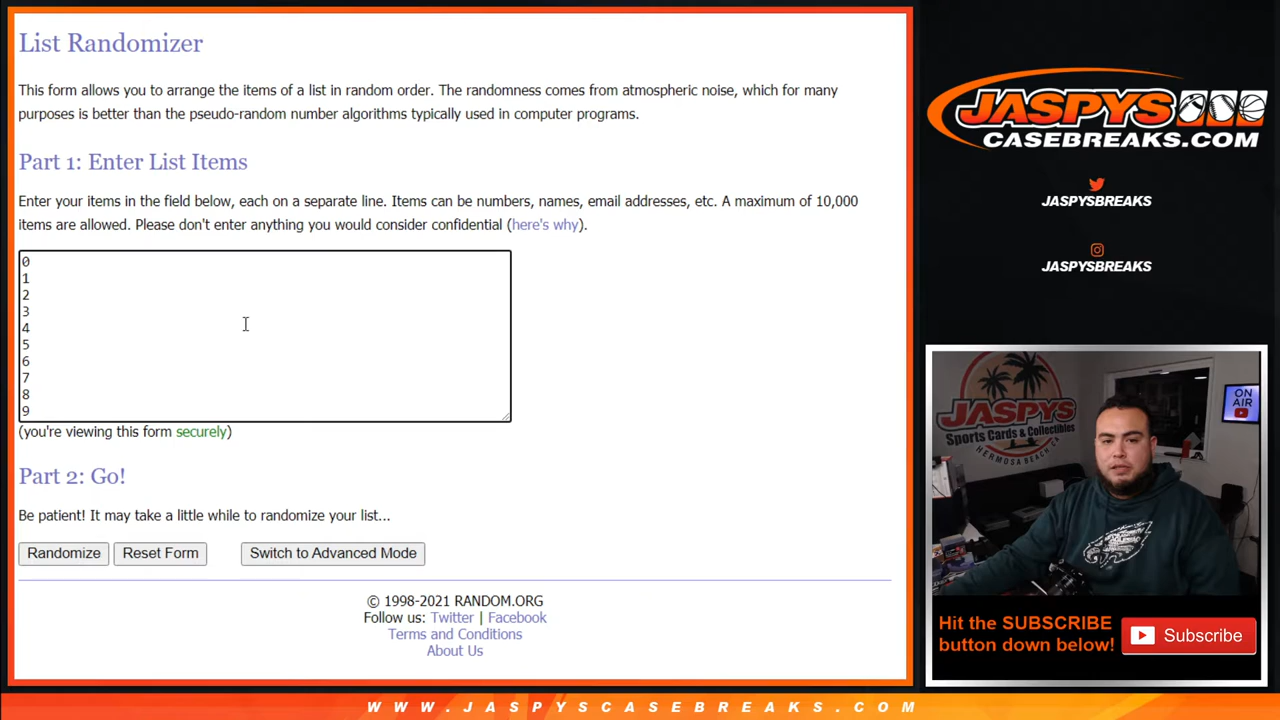 List Randomizer
This form allows you to arrange the items of a list in random order. The randomness comes from atmospheric noise, which for many
purposes is better than the pseudo-random number algorithms typically used in computer programs.
Part 1: Enter List Items
Enter your items in the field below, each on a separate line. Items can be numbers, names, email addresses, etc. A maximum of 10,000
items are allowed. Please don't enter anything you would consider confidential (here's why).
0
1
2
3
4
5
6
7
8
9
(you're viewing this form securely)
Part 2: Go!
Be patient! It may take a little while to randomize your list...
Randomize
Reset Form
Switch to Advanced Mode
© 1998-2021 RANDOM.ORG
Follow us: Twitter | Facebook
Terms and Conditions
About Us
JASPYS
CASEBREAKS.COM
JASPYSBREAKS
JASPYSBREAKS
JASPYS
Sports Cards & Collectibles
HERMOSA BEACH, CA
ON
AIR
Hit the SUBSCRIBE
button down below!
Subscribe
WWW.JASPYSCASEBREAKS.COM